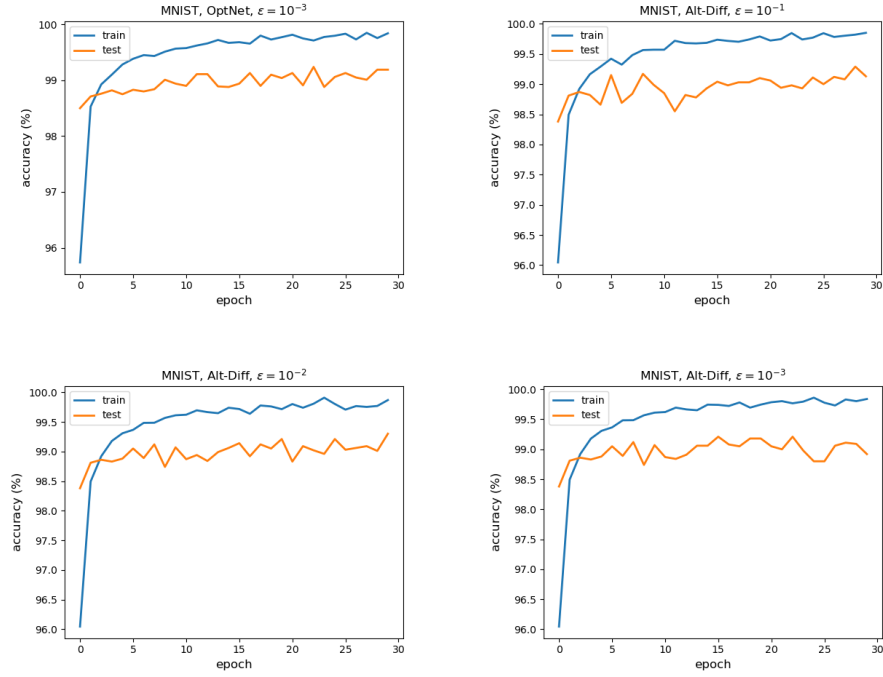 MNIST, OptNet, ε = 10⁻³
train
test
100
99
98
97
96
accuracy (%)
0 5 10 15 20 25 30
epoch
MNIST, Alt-Diff, ε = 10⁻¹
train
test
100.0
99.5
99.0
98.5
98.0
97.5
97.0
96.5
96.0
accuracy (%)
0 5 10 15 20 25 30
epoch
MNIST, Alt-Diff, ε = 10⁻²
train
test
100.0
99.5
99.0
98.5
98.0
97.5
97.0
96.5
96.0
accuracy (%)
0 5 10 15 20 25 30
epoch
MNIST, Alt-Diff, ε = 10⁻³
train
test
100.0
99.5
99.0
98.5
98.0
97.5
97.0
96.5
96.0
accuracy (%)
0 5 10 15 20 25 30
epoch